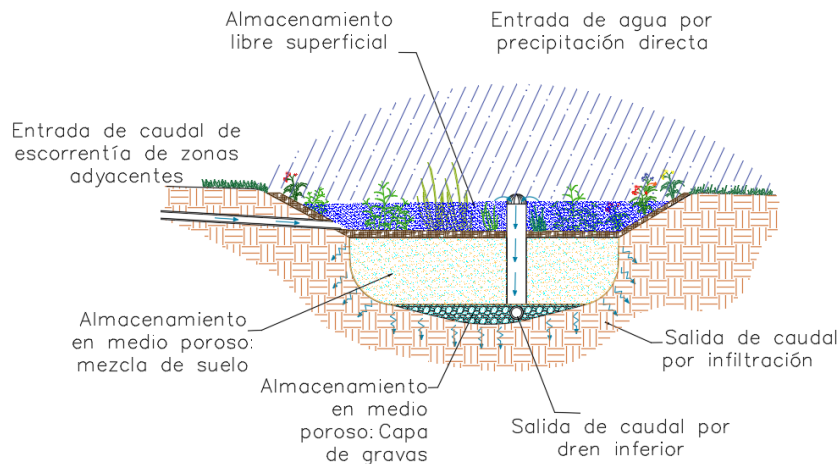 Almacenamiento
libre superficial
Entrada de agua por
precipitación directa
Entrada de caudal de
escorrentía de zonas
adyacentes
Almacenamiento
en medio poroso:
mezcla de suelo
Almacenamiento
en medio
poroso: Capa
de gravas
Salida de caudal por
dren inferior
Salida de caudal
por infiltración